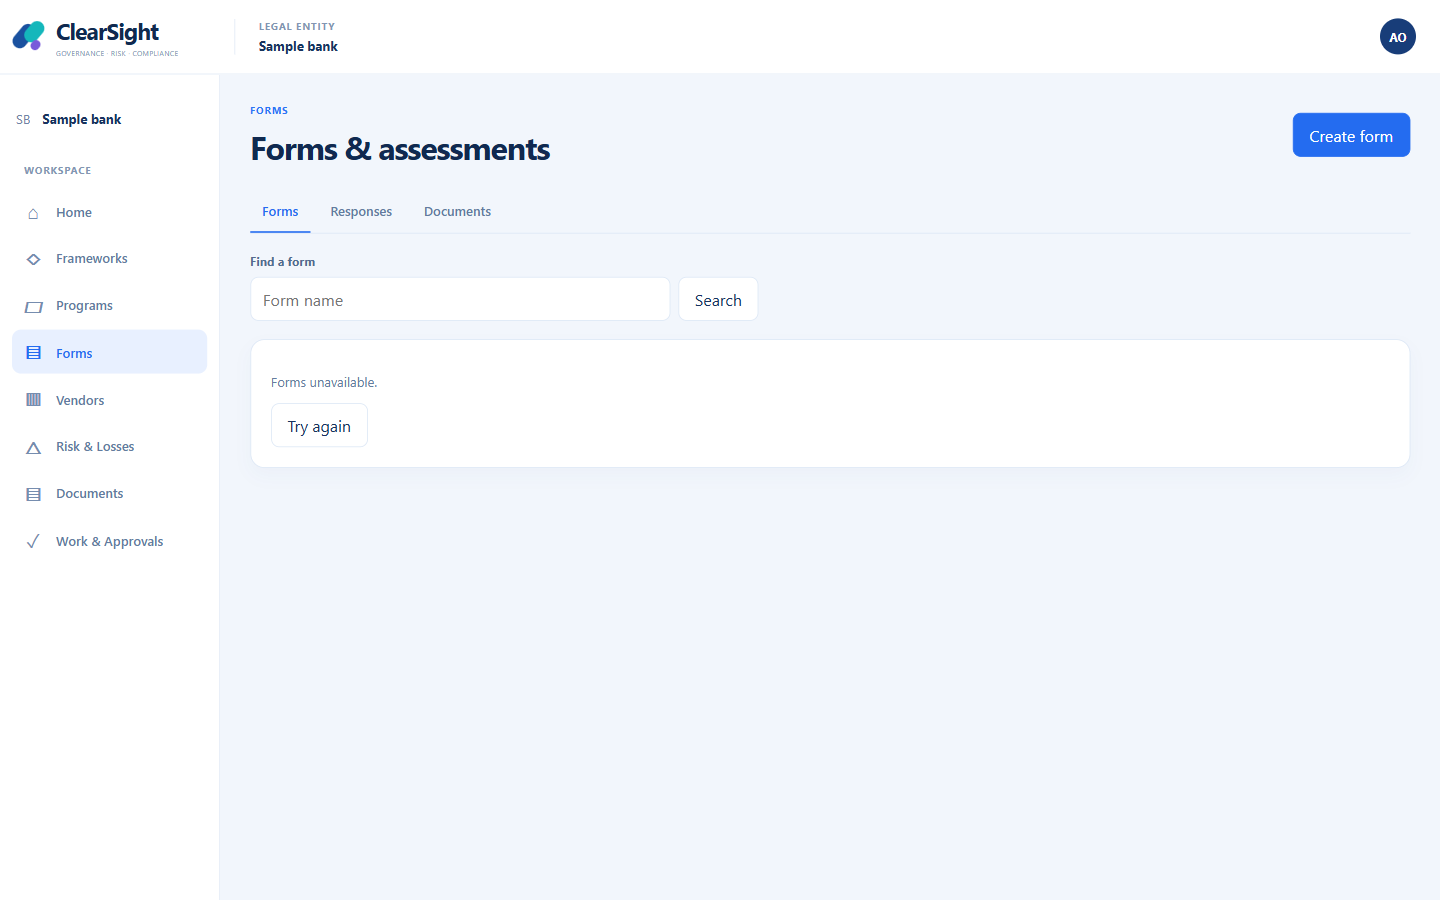 ClearSight
GOVERNANCE · RISK · COMPLIANCE
LEGAL ENTITY
Sample bank
AO
SB Sample bank
WORKSPACE
Home
Frameworks
Programs
Forms
Vendors
Risk & Losses
Documents
Work & Approvals
FORMS
Forms & assessments
Create form
Forms Responses Documents
Find a form
Form name
Search
Forms unavailable.
Try again